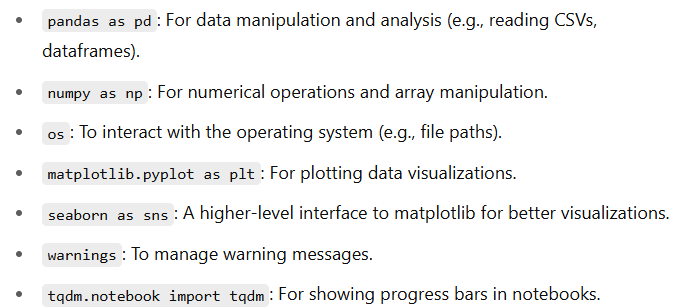 • pandas as pd: For data manipulation and analysis (e.g., reading CSVs,
dataframes).
• numpy as np: For numerical operations and array manipulation.
• os: To interact with the operating system (e.g., file paths).
• matplotlib.pyplot as plt: For plotting data visualizations.
• seaborn as sns: A higher-level interface to matplotlib for better visualizations.
• warnings: To manage warning messages.
• tqdm.notebook import tqdm: For showing progress bars in notebooks.